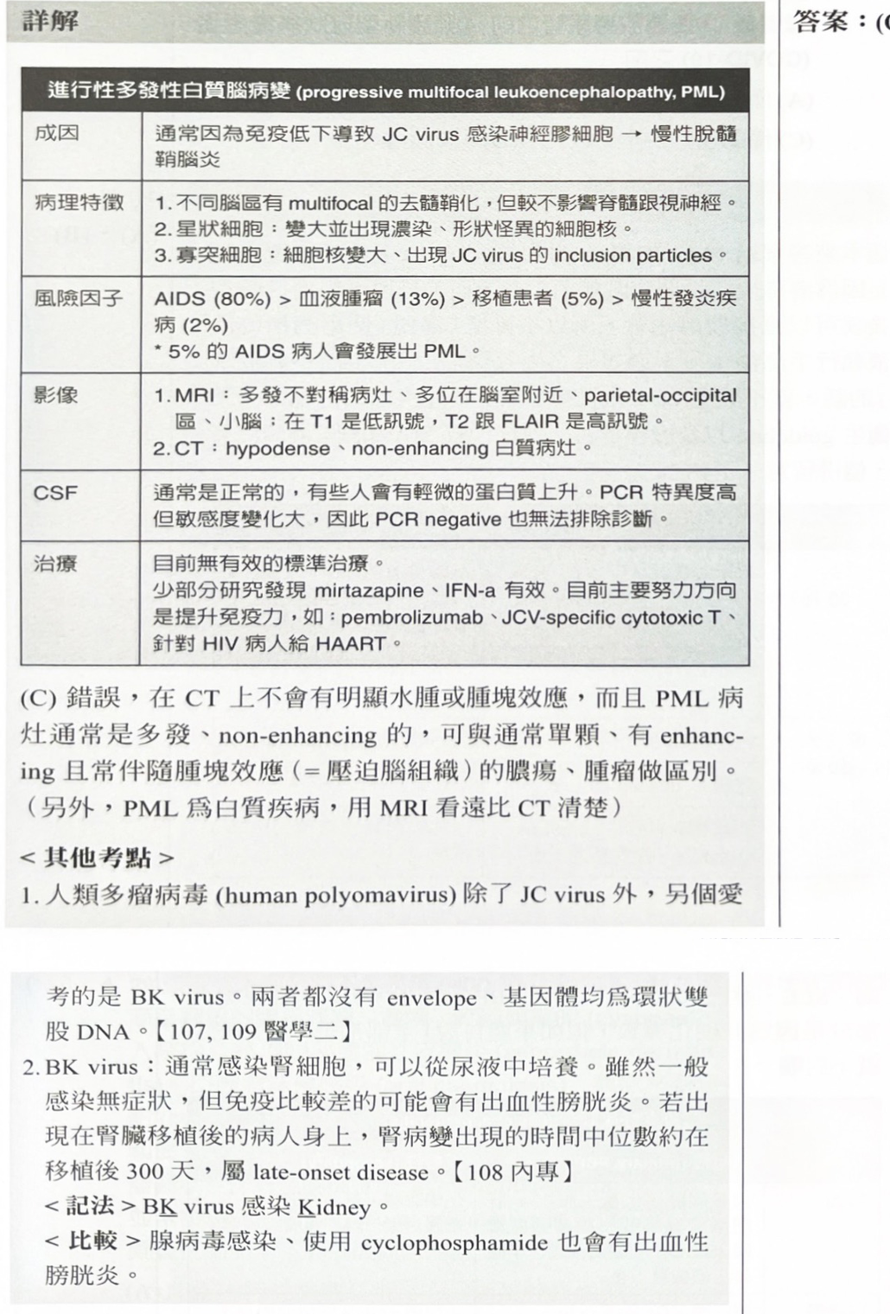 詳解
答案：(C
進行性多發性白質腦病變 (progressive multifocal leukoencephalopathy, PML)
成因
通常因為免疫低下導致 JC virus 感染神經膠細胞 → 慢性脫髓
鞘腦炎
病理特徵
1. 不同腦區有 multifocal 的去髓鞘化，但較不影響脊髓跟視神經。
2. 星狀細胞：變大並出現濃染、形狀怪異的細胞核。
3. 寡突細胞：細胞核變大、出現 JC virus 的 inclusion particles。
風險因子
AIDS (80%) > 血液腫瘤 (13%) > 移植患者 (5%) > 慢性發炎疾
病 (2%)
* 5% 的 AIDS 病人會發展出 PML。
影像
1. MRI：多發不對稱病灶、多位在腦室附近、parietal-occipital
區、小腦；在 T1 是低訊號，T2 跟 FLAIR 是高訊號。
2. CT：hypodense、non-enhancing 白質病灶。
CSF
通常是正常的，有些人會有輕微的蛋白質上升。PCR 特異度高
但敏感度變化大，因此 PCR negative 也無法排除診斷。
治療
目前無有效的標準治療。
少部分研究發現 mirtazapine、IFN-a 有效。目前主要努力方向
是提升免疫力，如：pembrolizumab、JCV-specific cytotoxic T、
針對 HIV 病人給 HAART。
(C) 錯誤，在 CT 上不會有明顯水腫或腫塊效應，而且 PML 病
灶通常是多發、non-enhancing 的，可與通常單顆、有 enhanc-
ing 且常伴隨腫塊效應（= 壓迫腦組織）的膿瘍、腫瘤做區別。
（另外，PML 為白質疾病，用 MRI 看遠比 CT 清楚）
< 其他考點 >
1. 人類多瘤病毒 (human polyomavirus) 除了 JC virus 外，另個愛
考的是 BK virus。兩者都沒有 envelope、基因體均為環狀雙
股 DNA。【107, 109 醫學二】
2. BK virus：通常感染腎細胞，可以從尿液中培養。雖然一般
感染無症狀，但免疫比較差的可能會有出血性膀胱炎。若出
現在腎臟移植後的病人身上，腎病變出現的時間中位數約在
移植後 300 天，屬 late-onset disease。【108 內專】
< 記法 > BK virus 感染 Kidney。
< 比較 > 腺病毒感染、使用 cyclophosphamide 也會有出血性
膀胱炎。